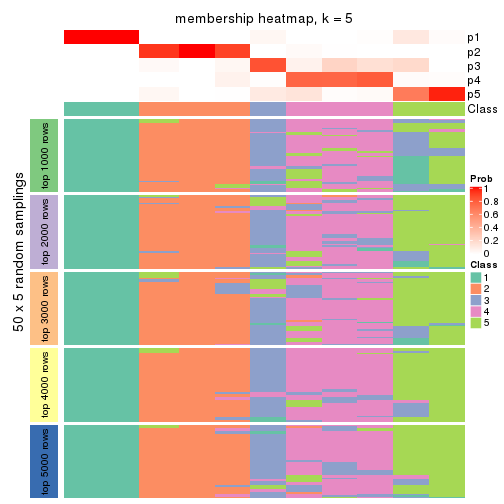 membership heatmap, k = 5
p1
p2
p3
p4
p5
Class
50 x 5 random samplings
top 1000 rows
top 2000 rows
top 3000 rows
top 4000 rows
top 5000 rows
Prob
1
0.8
0.6
0.4
0.2
0
Class
1
2
3
4
5